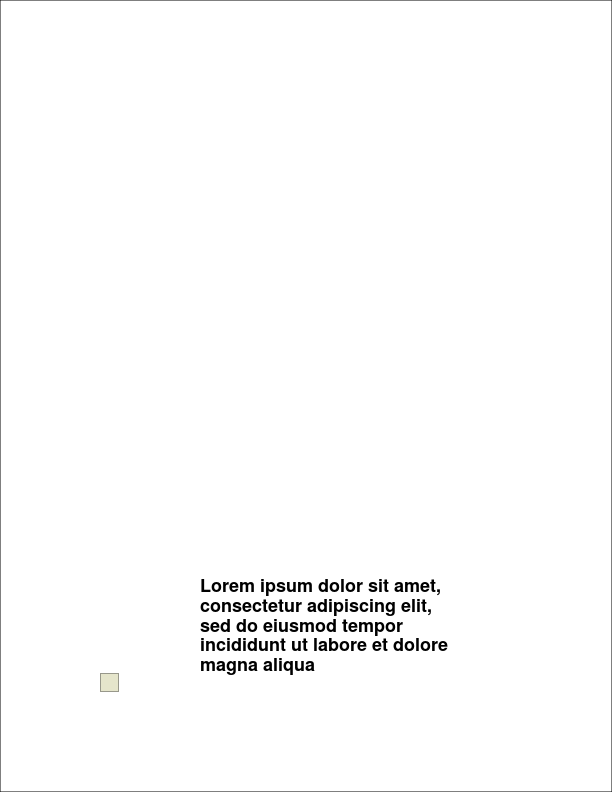 Lorem ipsum dolor sit amet,
consectetur adipiscing elit,
sed do eiusmod tempor
incididunt ut labore et dolore
magna aliqua